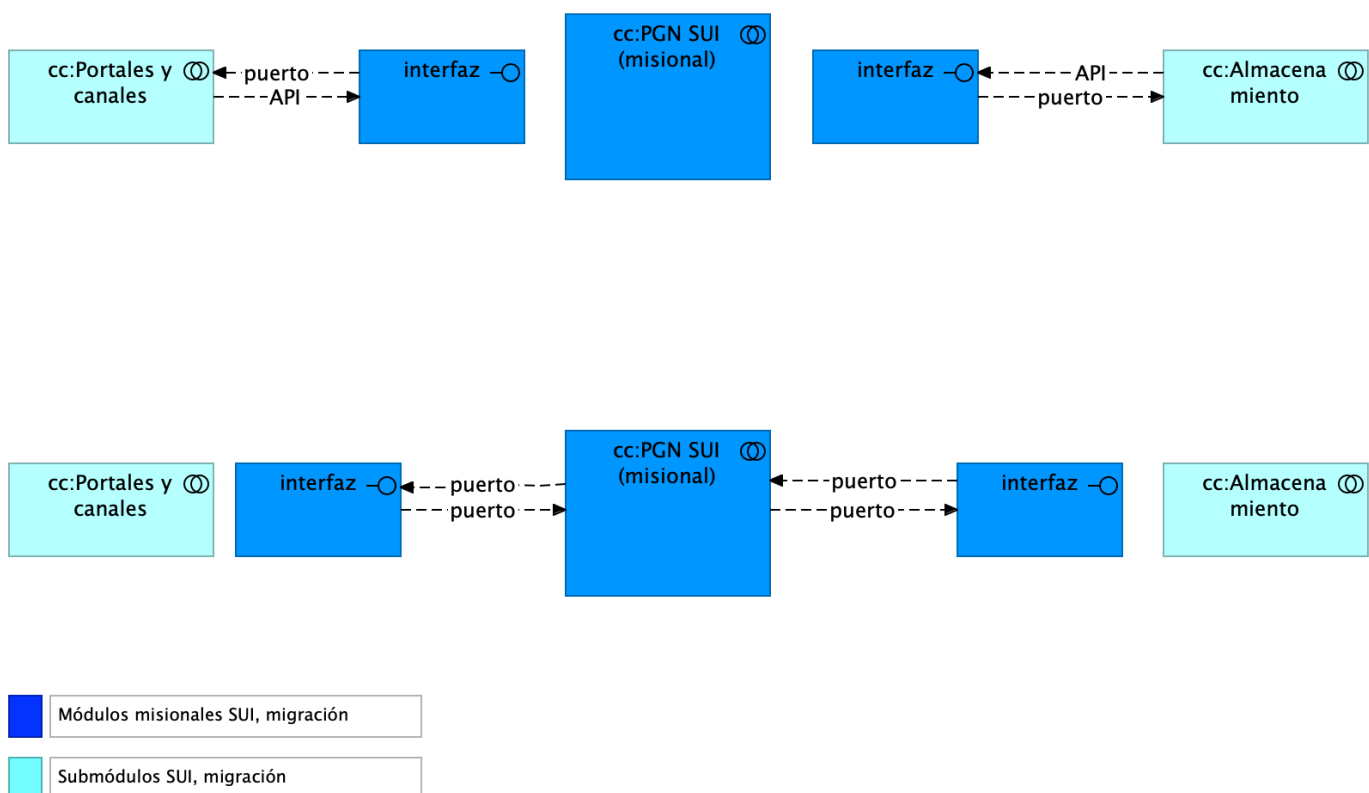 cc:PGN SUI
(misional)
cc:Portales y
canales
puerto
API
interfaz
interfaz
API
puerto
cc:Almacena
miento
cc:PGN SUI
(misional)
cc:Portales y
canales
interfaz
puerto
puerto
puerto
puerto
interfaz
cc:Almacena
miento
Módulos misionales SUI, migración
Submódulos SUI, migración